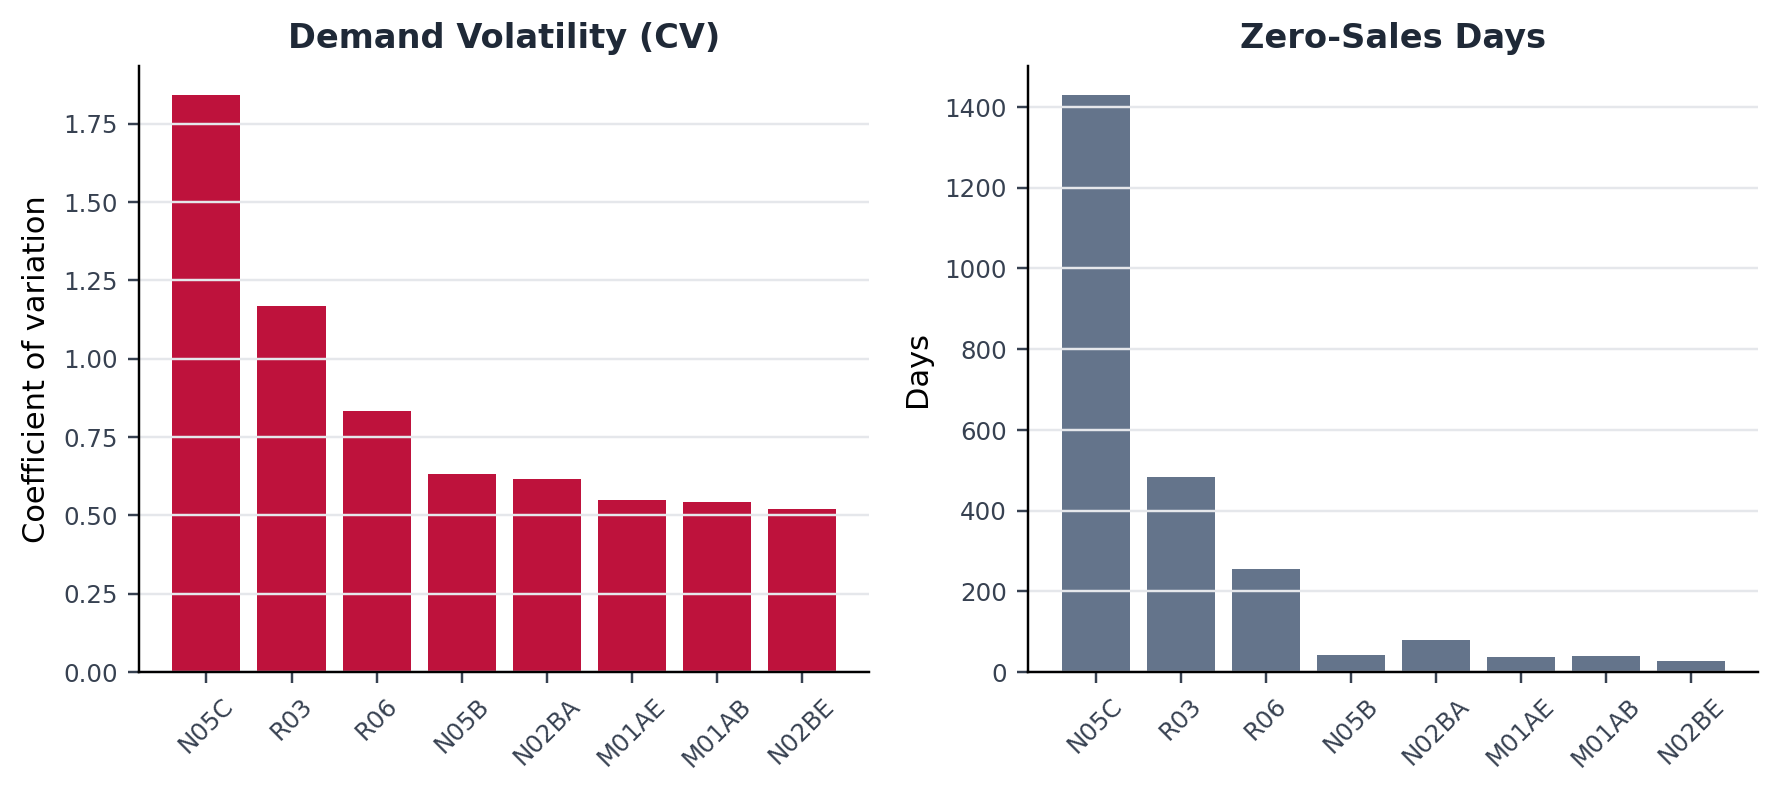 Demand Volatility (CV)
Coefficient of variation
1.75
1.50
1.25
1.00
0.75
0.50
0.25
0.00
N05C
R03
R06
N05B
N02BA
M01AE
M01AB
N02BE
Zero-Sales Days
Days
1400
1200
1000
800
600
400
200
0
N05C
R03
R06
N05B
N02BA
M01AE
M01AB
N02BE